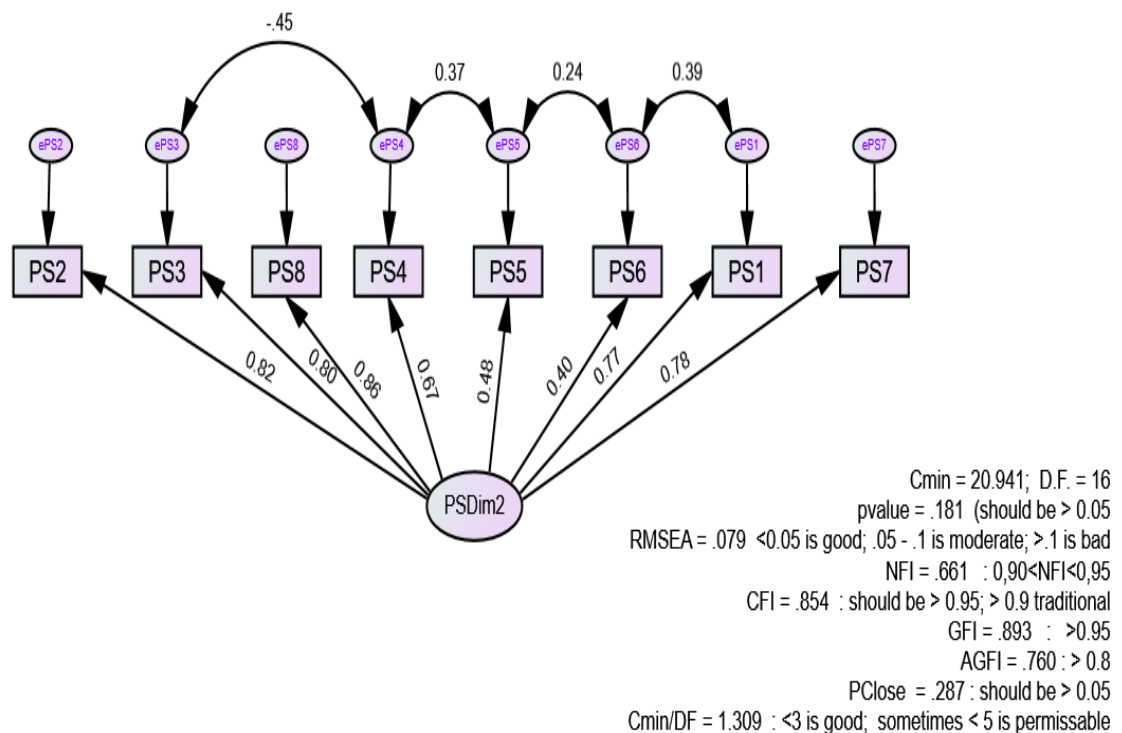 -.45
0.37
0.24
0.39
ePS2
ePS3
ePS8
ePS4
ePS5
ePS6
ePS1
ePS7
PS2
PS3
PS8
PS4
PS5
PS6
PS1
PS7
0.82
0.80
0.86
0.67
0.48
0.40
0.77
0.78
PSDim2
Cmin = 20.941; D.F. = 16
pvalue = .181 (should be > 0.05
RMSEA = .079 <0.05 is good; .05 - .1 is moderate; >.1 is bad
NFI = .661 : 0,90<NFI<0,95
CFI = .854 : should be > 0.95; > 0.9 traditional
GFI = .893 : >0.95
AGFI = .760 : > 0.8
PClose = .287 : should be > 0.05
Cmin/DF = 1.309 : <3 is good; sometimes < 5 is permissable